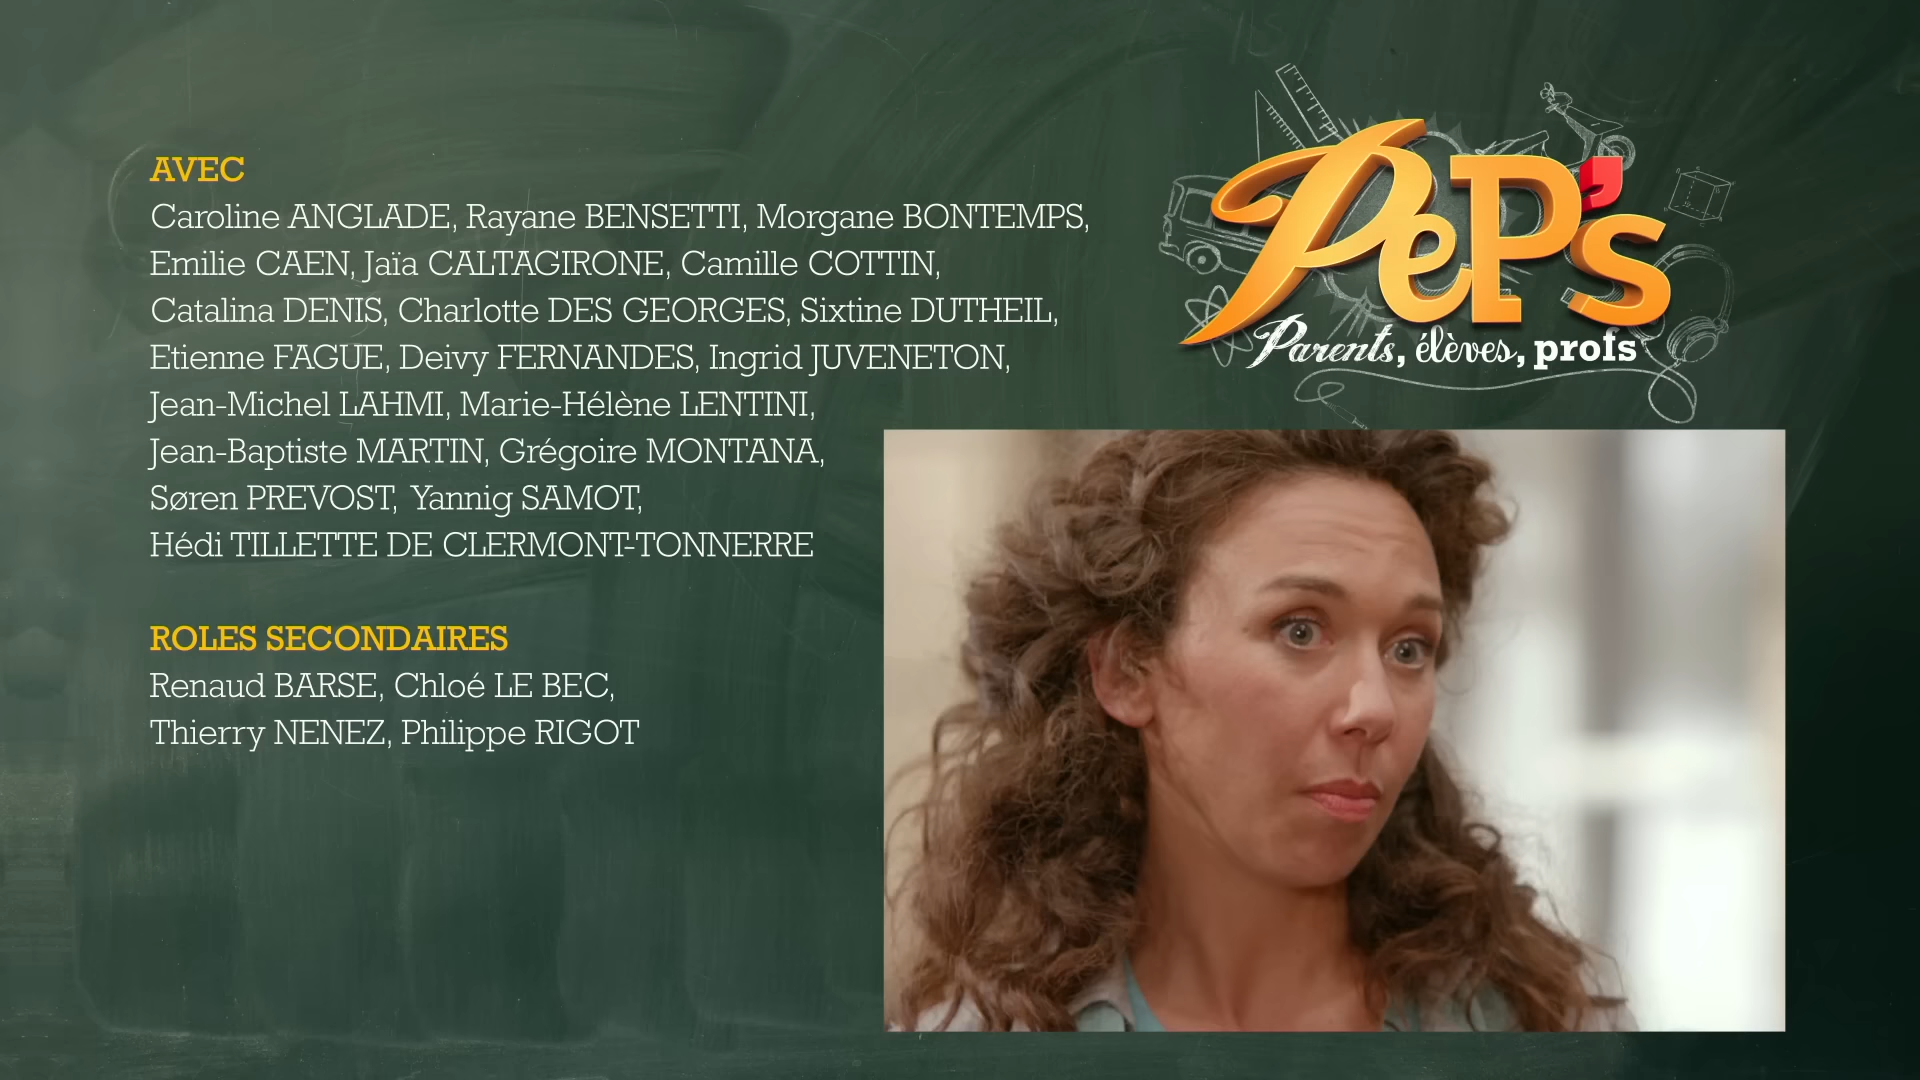 AVEC
Caroline ANGLADE, Rayane BENSETTI, Morgane BONTEMPS,
Emilie CAEN, Jaïa CALTAGIRONE, Camille COTTIN,
Catalina DENIS, Charlotte DES GEORGES, Sixtine DUTHEIL,
Etienne FAGUE, Deivy FERNANDES, Ingrid JUVENETON,
Jean-Michel LAHMI, Marie-Hélène LENTINI,
Jean-Baptiste MARTIN, Grégoire MONTANA,
Søren PREVOST, Yannig SAMOT,
Hédi TILLETTE DE CLERMONT-TONNERRE
ROLES SECONDAIRES
Renaud BARSE, Chloé LE BEC,
Thierry NENEZ, Philippe RIGOT
PeP's
Parents, élèves, profs